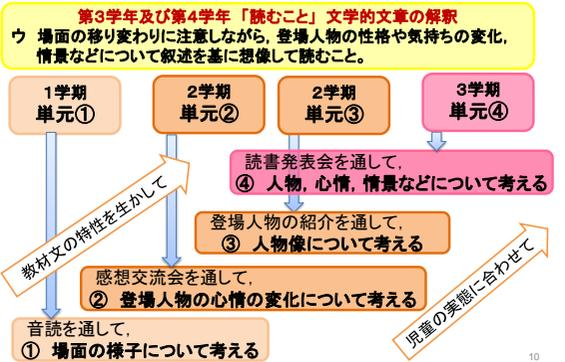 第３学年及び第４学年 「読むこと」 文学的文章の解釈
ウ 場面の移り変わりに注意しながら，登場人物の性格や気持ちの変化，
情景などについて叙述を基に想像して読むこと。
１学期
単元①
２学期
単元②
２学期
単元③
３学期
単元④
読書発表会を通して，
④ 人物，心情，情景などについて考える
教材文の特性を生かして
登場人物の紹介を通して，
③ 人物像について考える
児童の実態に合わせて
感想交流会を通して，
② 登場人物の心情の変化について考える
音読を通して，
① 場面の様子について考える
10